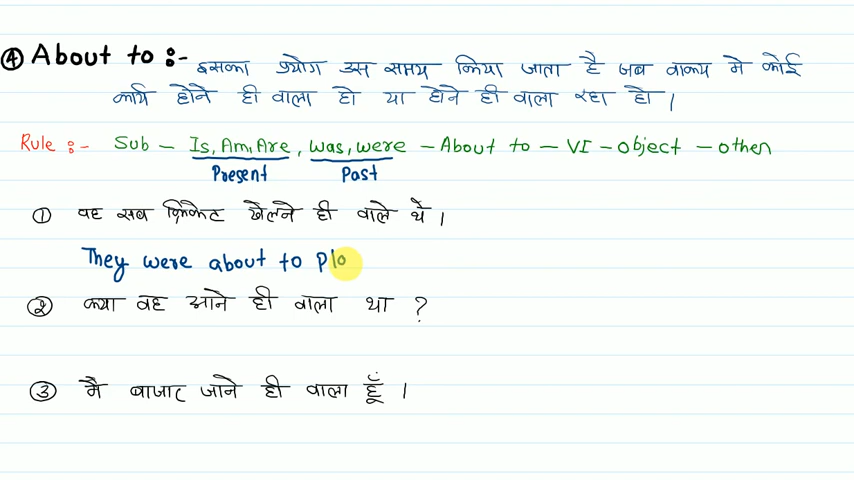 ④ About to :- इसका प्रयोग उस समय किया जाता है जब वाक्य मे कोई
कार्य होने ही वाला हो या होने ही वाला रहा हो।
Rule :- Sub - Is, Am, Are, was, were - About to - VI - object - other
Present Past
① वह सब क्रिकेट खेलने ही वाले थे।
They were about to Pla
② क्या वह आने ही वाला था ?
③ मै बाजार जाने ही वाला हूँ ।